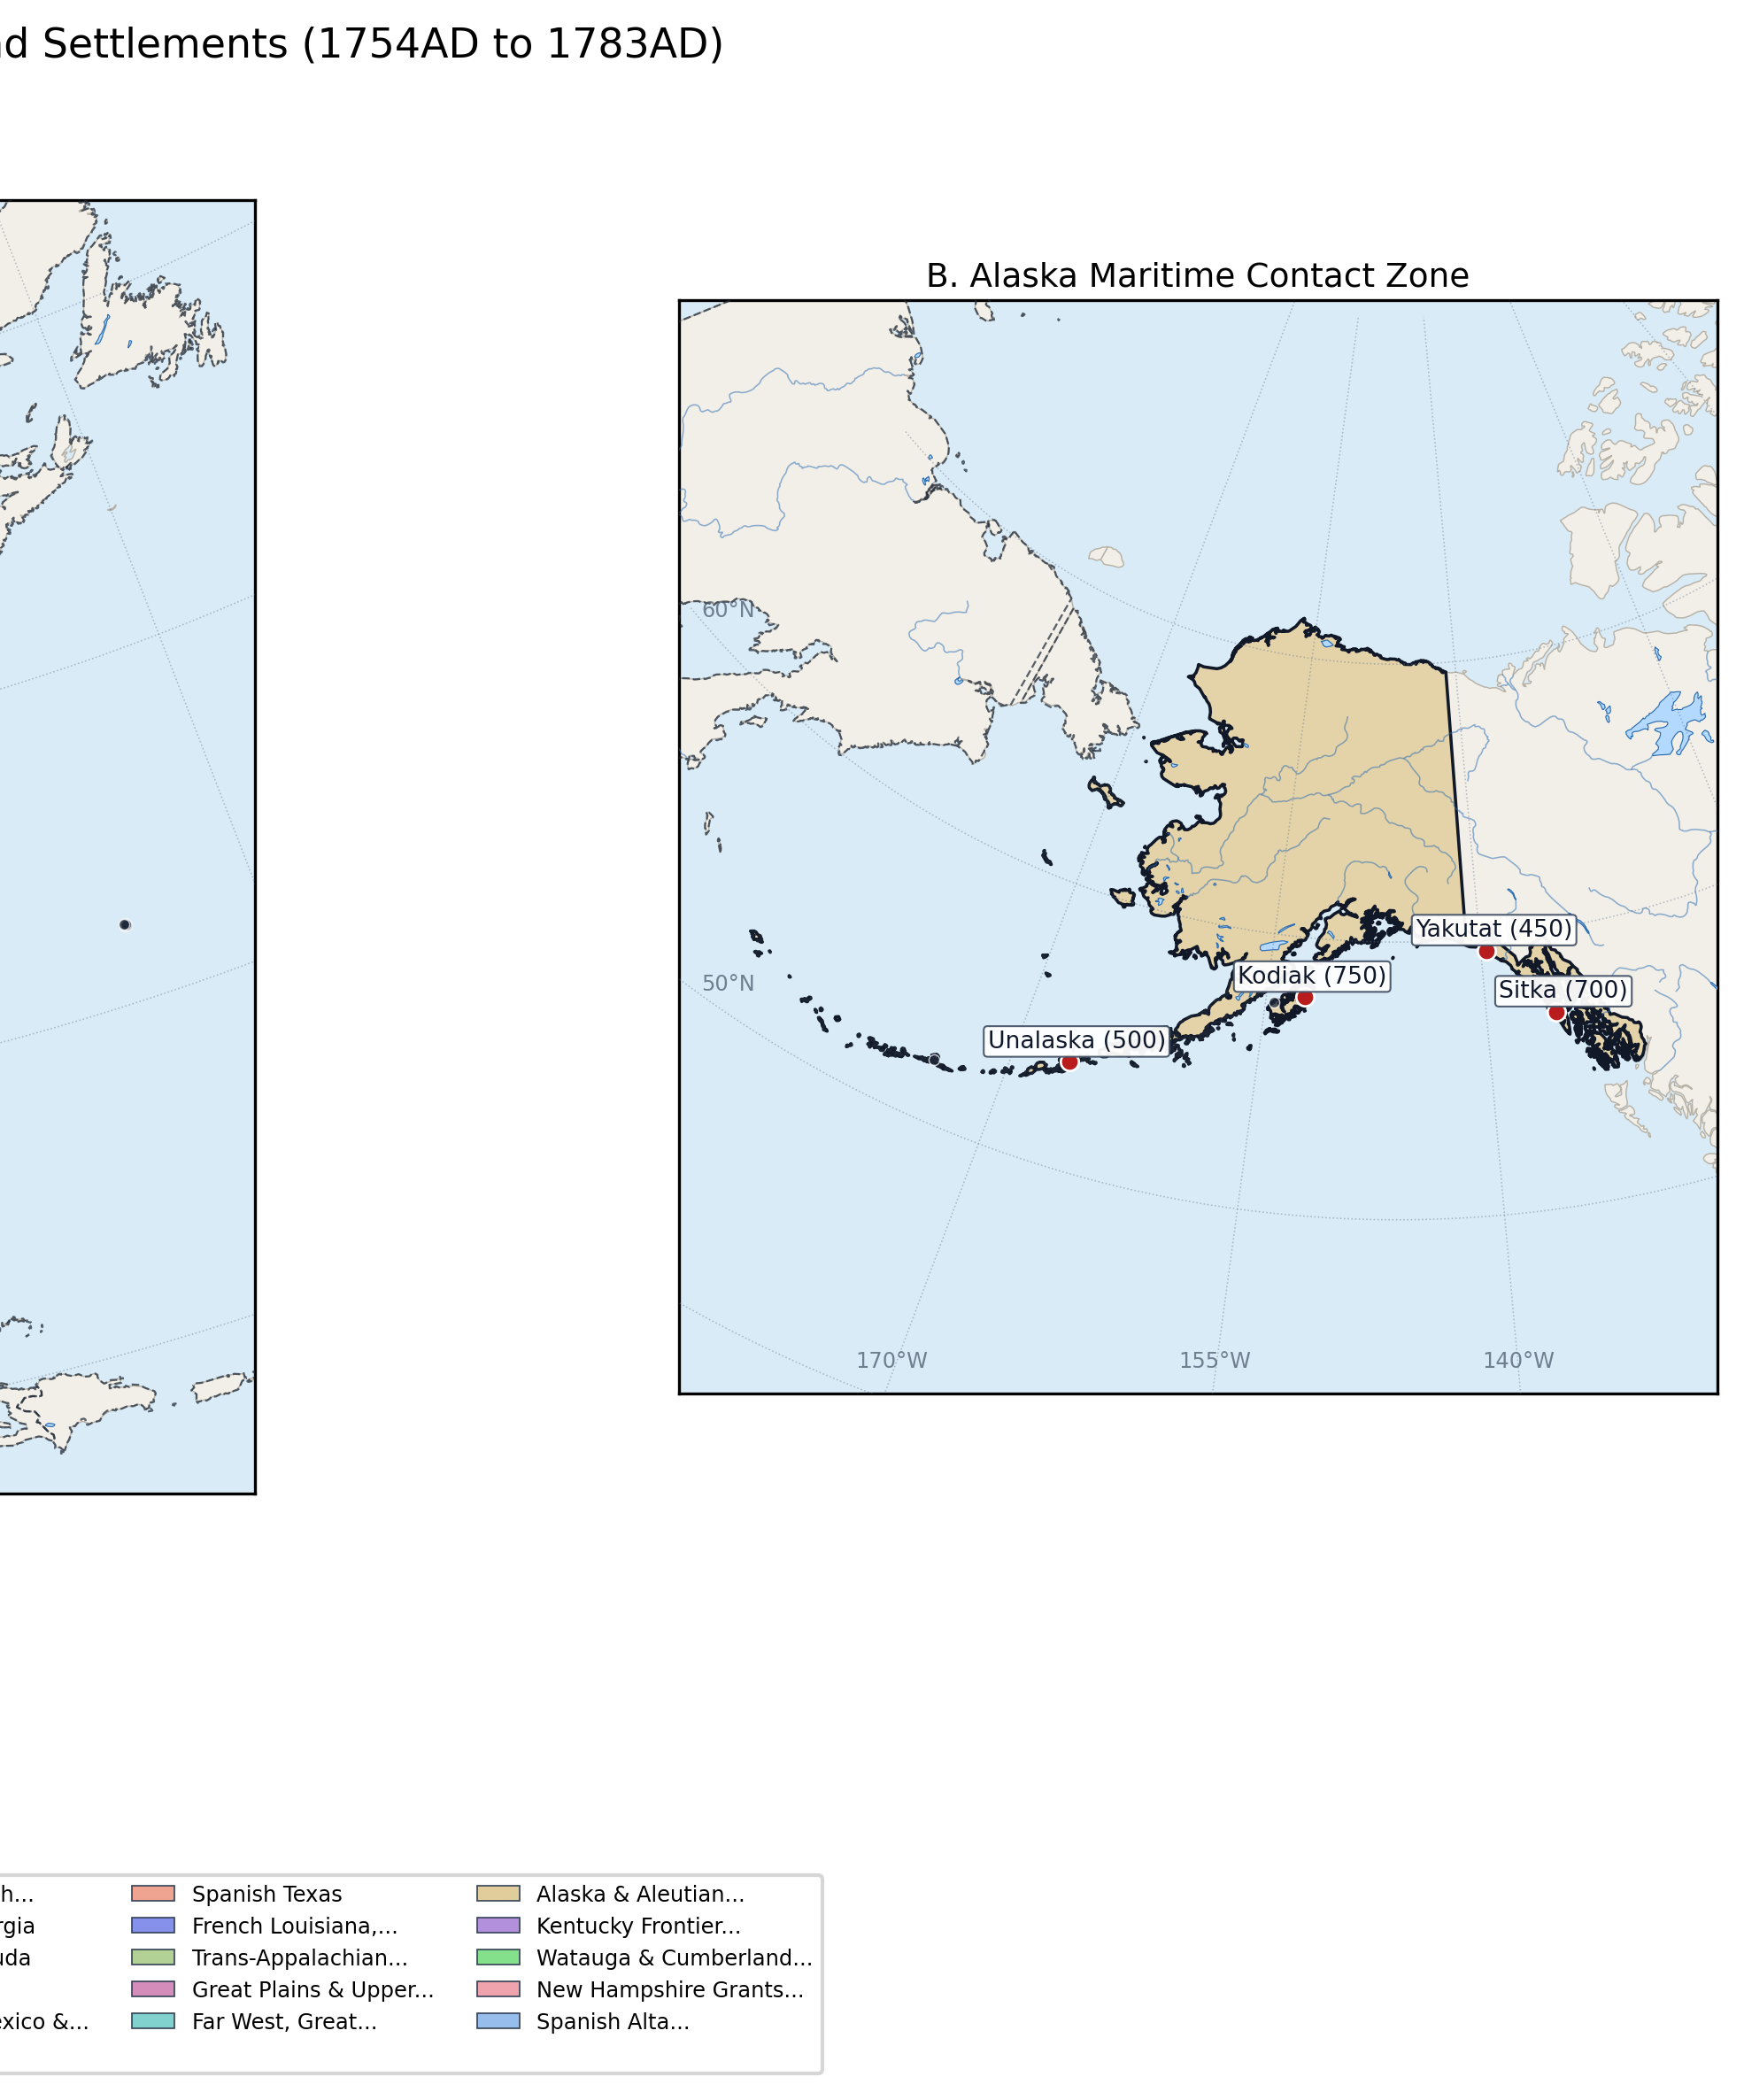 d Settlements (1754AD to 1783AD)
B. Alaska Maritime Contact Zone
60°N
Yakutat (450)
Kodiak (750)
50°N
Sitka (700)
Unalaska (500)
170°W
155°W
140°W
h...
rgia
uda
exico &...
Spanish Texas
French Louisiana,...
Trans-Appalachian...
Great Plains & Upper...
Far West, Great...
Alaska & Aleutian...
Kentucky Frontier...
Watauga & Cumberland...
New Hampshire Grants...
Spanish Alta...